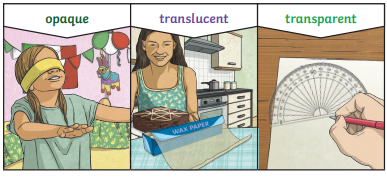 opaque
translucent
transparent
WAX PAPER